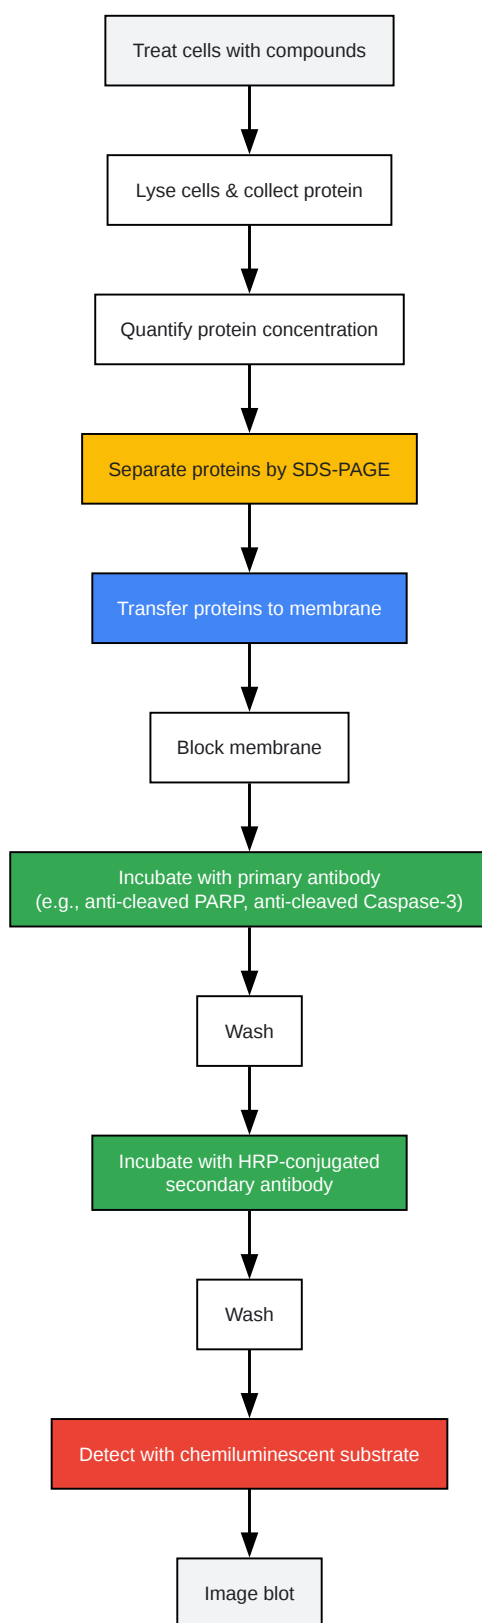 Treat cells with compounds
Lyse cells & collect protein
Quantify protein concentration
Separate proteins by SDS-PAGE
Transfer proteins to membrane
Block membrane
Incubate with primary antibody
(e.g., anti-cleaved PARP, anti-cleaved Caspase-3)
Wash
Incubate with HRP-conjugated
secondary antibody
Wash
Detect with chemiluminescent substrate
Image blot